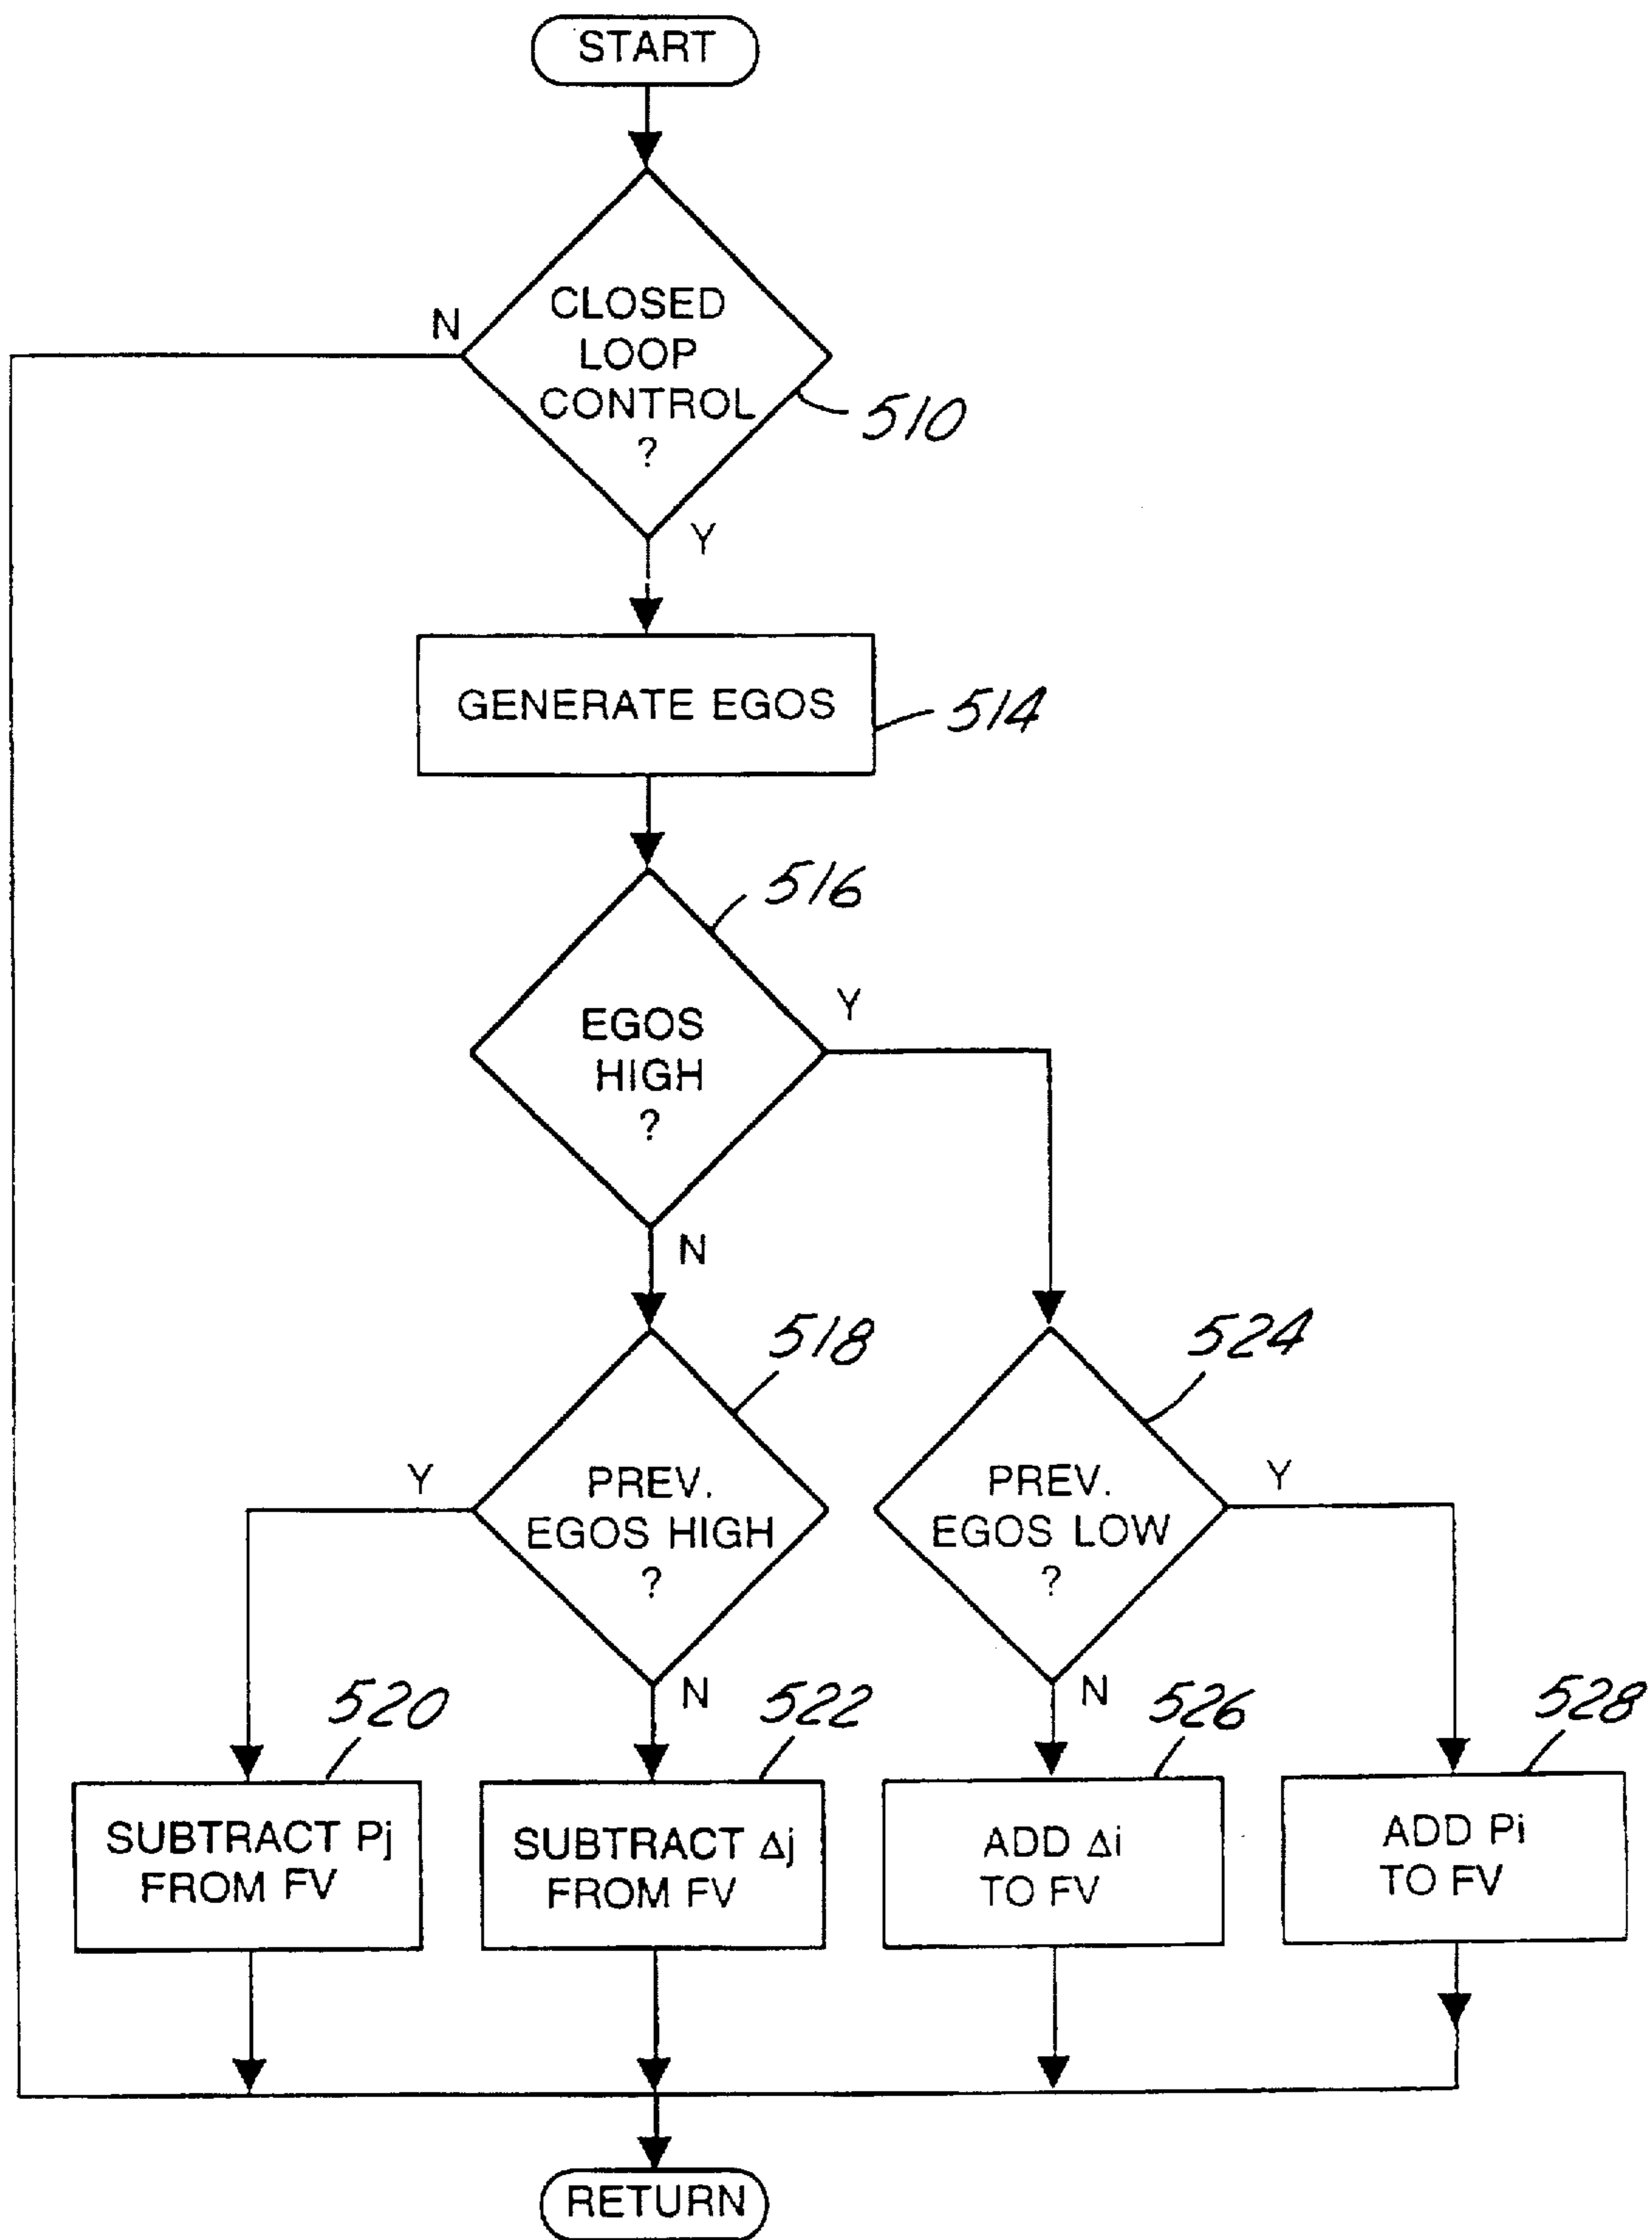 START
CLOSED
LOOP
CONTROL
?
N
510
Y
GENERATE EGOS
514
516
EGOS
HIGH
?
Y
N
518
524
PREV.
EGOS HIGH
?
Y
N
PREV.
EGOS LOW
?
Y
N
520
522
526
528
SUBTRACT Pj
FROM FV
SUBTRACT Δj
FROM FV
ADD Δi
TO FV
ADD Pi
TO FV
RETURN